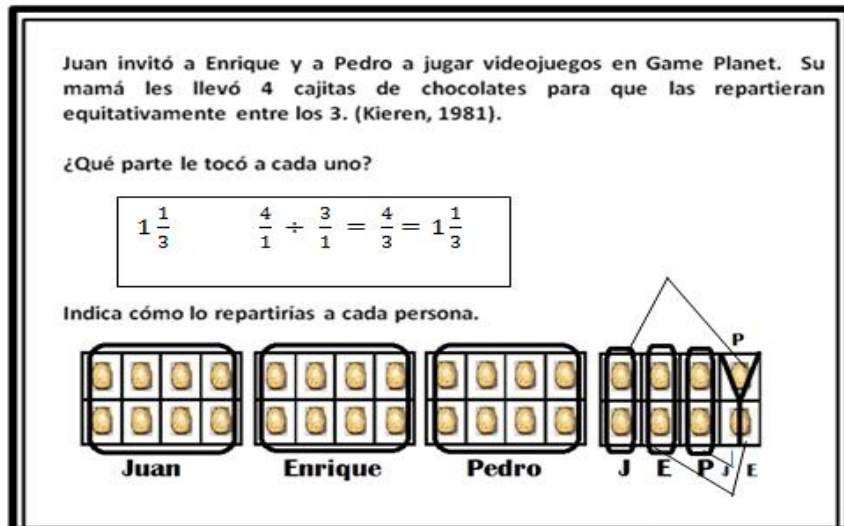 Juan invitó a Enrique y a Pedro a jugar videojuegos en Game Planet. Su
mamá les llevó 4 cajitas de chocolates para que las repartieran
equitativamente entre los 3. (Kieren, 1981).
¿Qué parte le tocó a cada uno?
1 1/3 4/1 ÷ 3/1 = 4/3 = 1 1/3
Indica cómo lo repartirías a cada persona.
P
Juan Enrique Pedro J E P J E